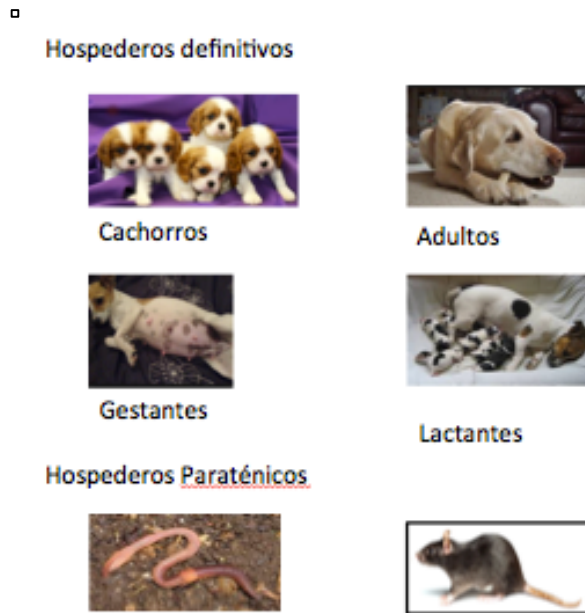 Hospederos definitivos
Cachorros
Adultos
Gestantes
Lactantes
Hospederos Paraténicos